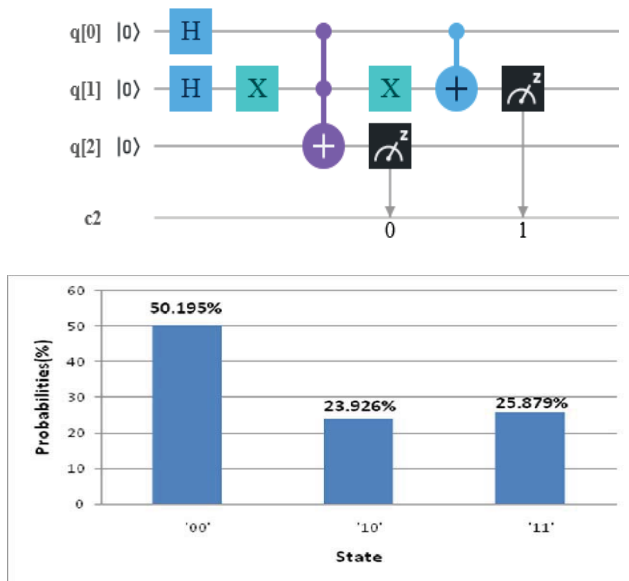 q[0] |0⟩ H
q[1] |0⟩ H X X z
q[2] |0⟩ z
c2 0 1
60
50.195%
50
40
30
23.926%
25.879%
20
10
0
Probabilities(%)
'00' '10' '11'
State